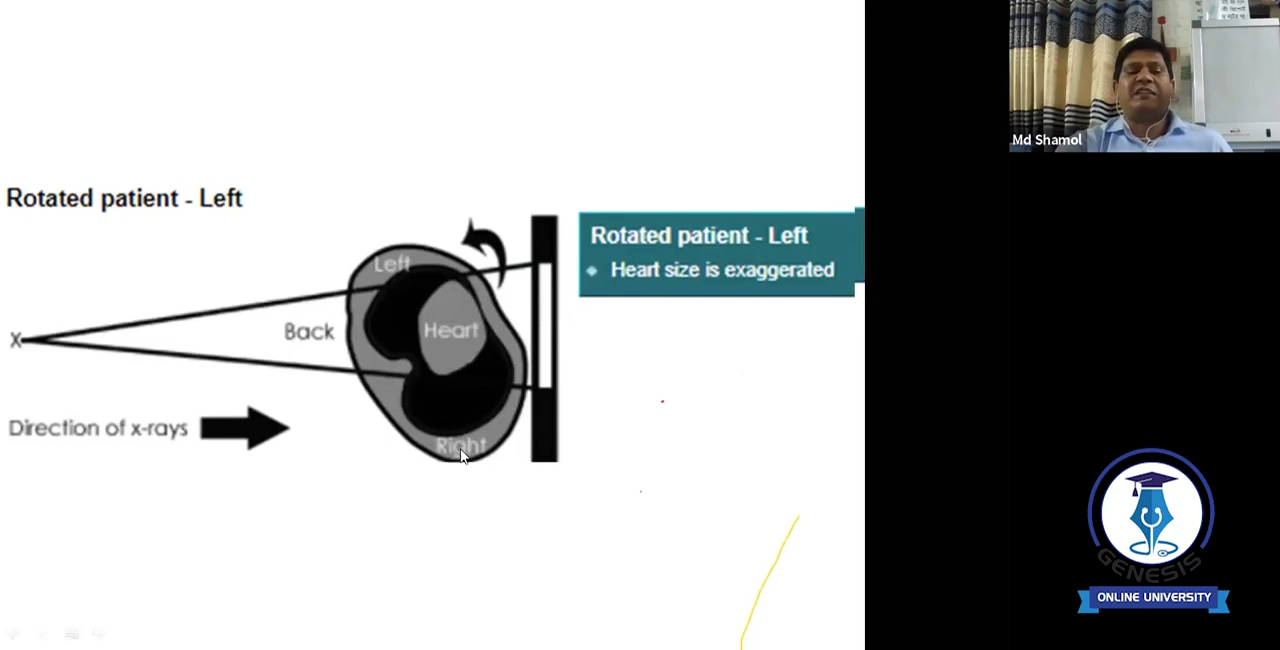 Rotated patient - Left
Left
Heart
Back
X
Direction of x-rays
Right
Rotated patient - Left
Heart size is exaggerated
Md Shamol
GENESIS
ONLINE UNIVERSITY